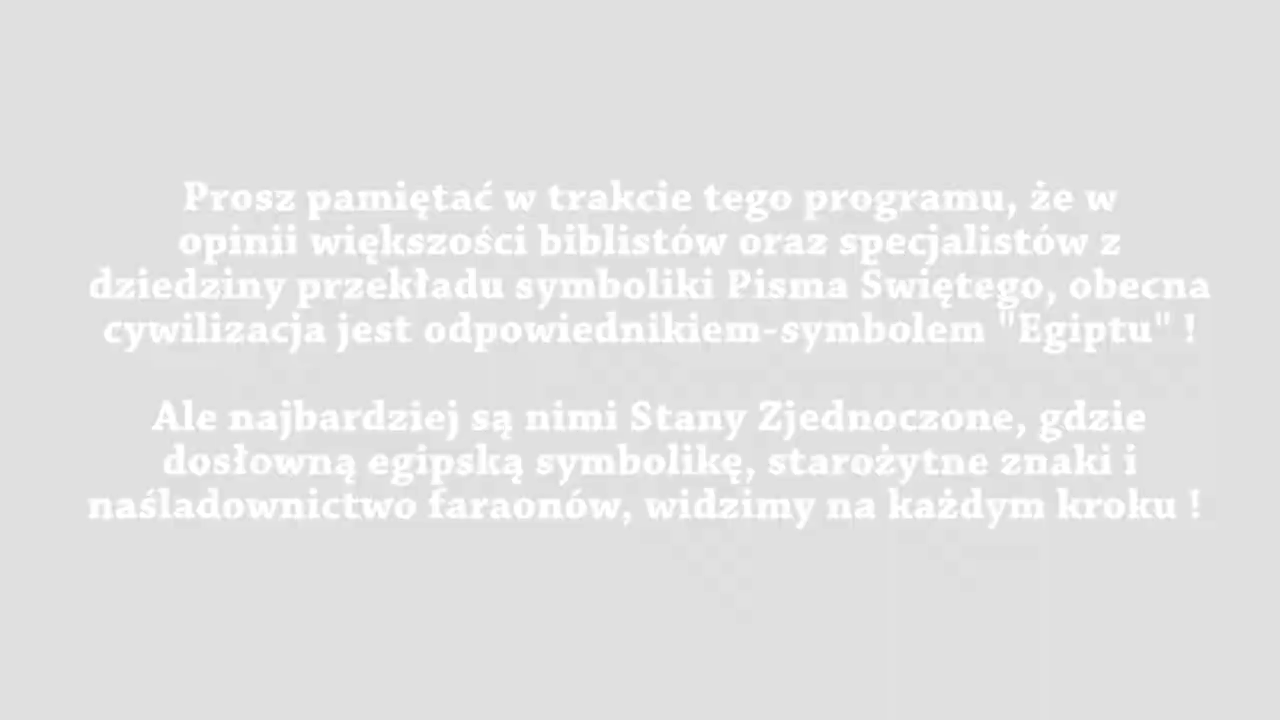 Prosz pamiętać w trakcie tego programu, że w
opinii większości biblistów oraz specjalistów z
dziedziny przekładu symboliki Pisma Swiętego, obecna
cywilizacja jest odpowiednikiem-symbolem "Egiptu" !
Ale najbardziej są nimi Stany Zjednoczone, gdzie
dosłowną egipską symbolikę, starożytne znaki i
naśladownictwo faraonów, widzimy na każdym kroku !